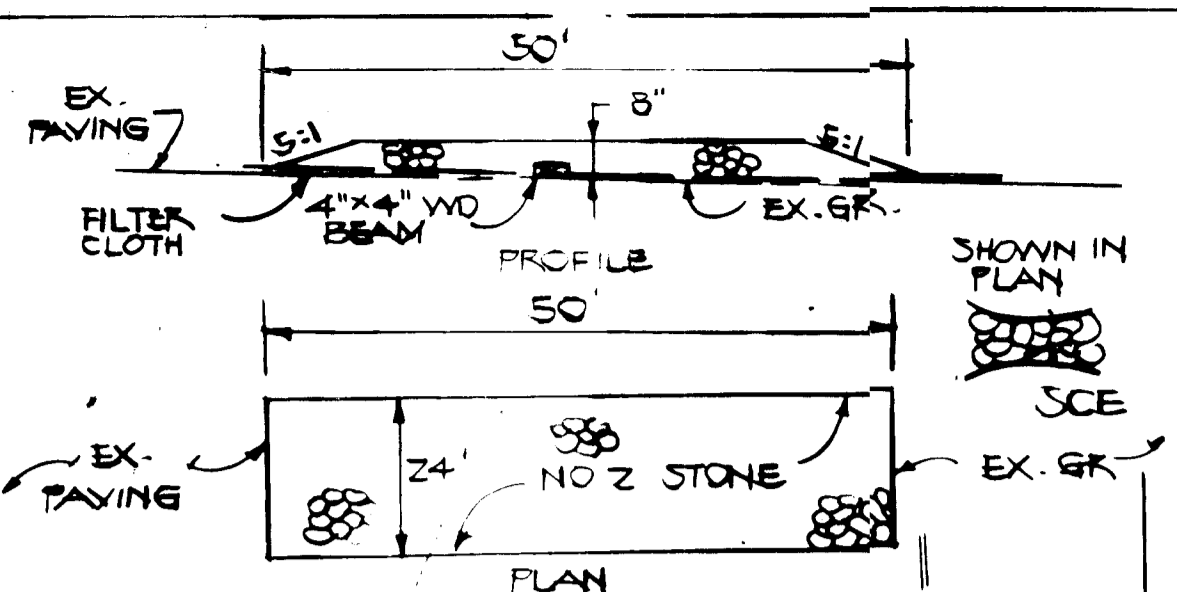 50'
8"
EX.
PAVING
5:1
5:1
FILTER
CLOTH
4"x4" WD
BEAM
EX. GR.
PROFILE
SHOWN IN
PLAN
50'
SCE
EX.
PAVING
24'
NO 2 STONE
EX. GR
PLAN